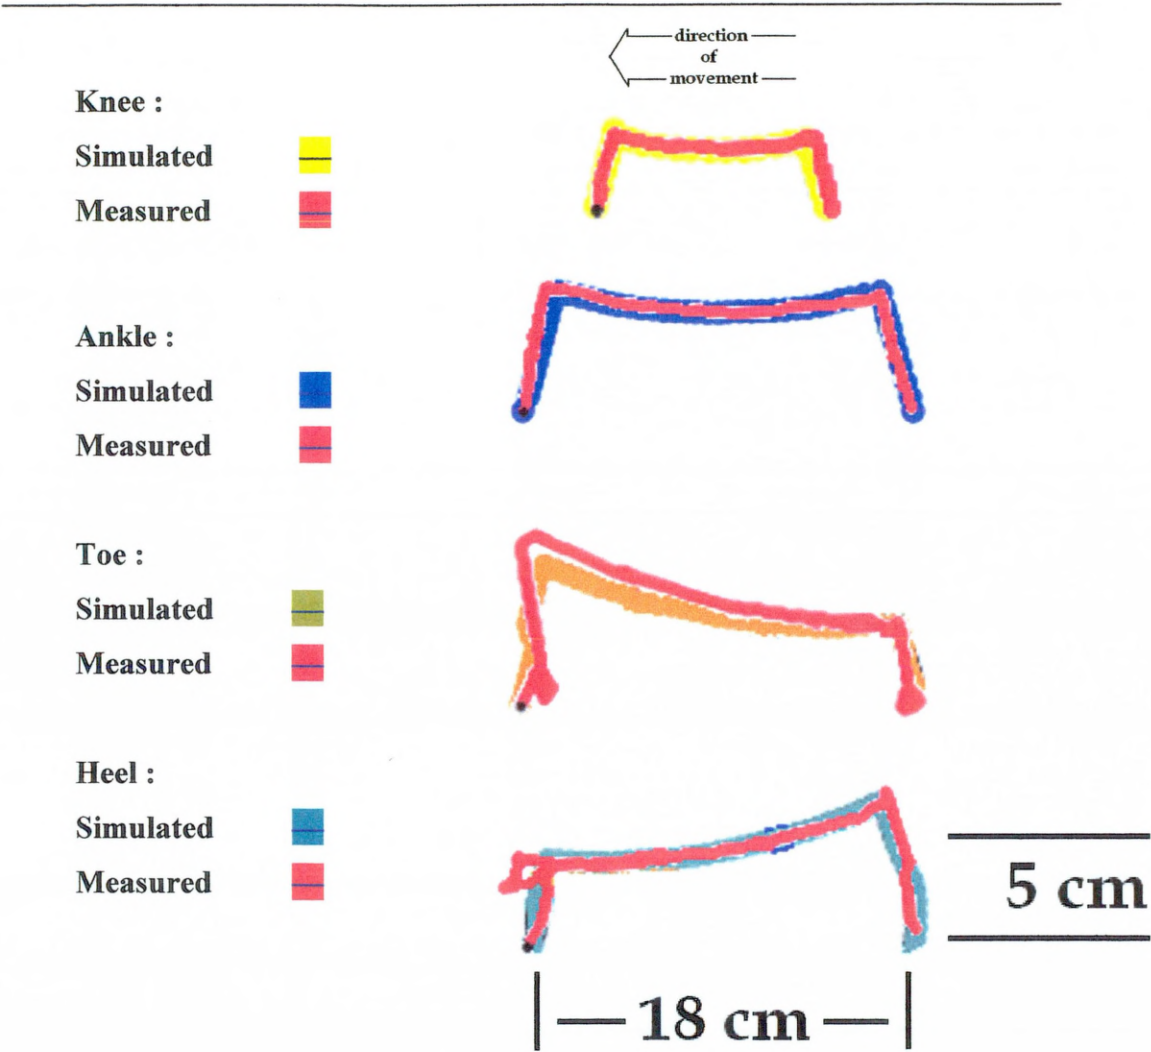 direction
of
movement
Knee :
Simulated
Measured
Ankle :
Simulated
Measured
Toe :
Simulated
Measured
Heel :
Simulated
Measured
5 cm
18 cm